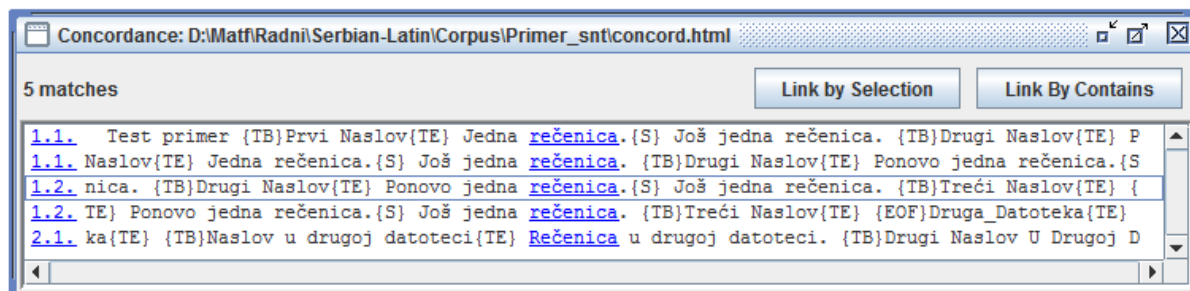 Concordance: D:\Matf\Radni\Serbian-Latin\Corpus\Primer_snt\concord.html
5 matches Link by Selection Link By Contains
1.1. Test primer {TB}Prvi Naslov{TE} Jedna rečenica.{S} Još jedna rečenica. {TB}Drugi Naslov{TE} P
1.1. Naslov{TE} Jedna rečenica.{S} Još jedna rečenica. {TB}Drugi Naslov{TE} Ponovo jedna rečenica.{S
1.2. nica. {TB}Drugi Naslov{TE} Ponovo jedna rečenica.{S} Još jedna rečenica. {TB}Treći Naslov{TE} {
1.2. TE} Ponovo jedna rečenica.{S} Još jedna rečenica. {TB}Treći Naslov{TE} {EOF}Druga_Datoteka{TE}
2.1. ka{TE} {TB}Naslov u drugoj datoteci{TE} Rečenica u drugoj datoteci. {TB}Drugi Naslov U Drugoj D